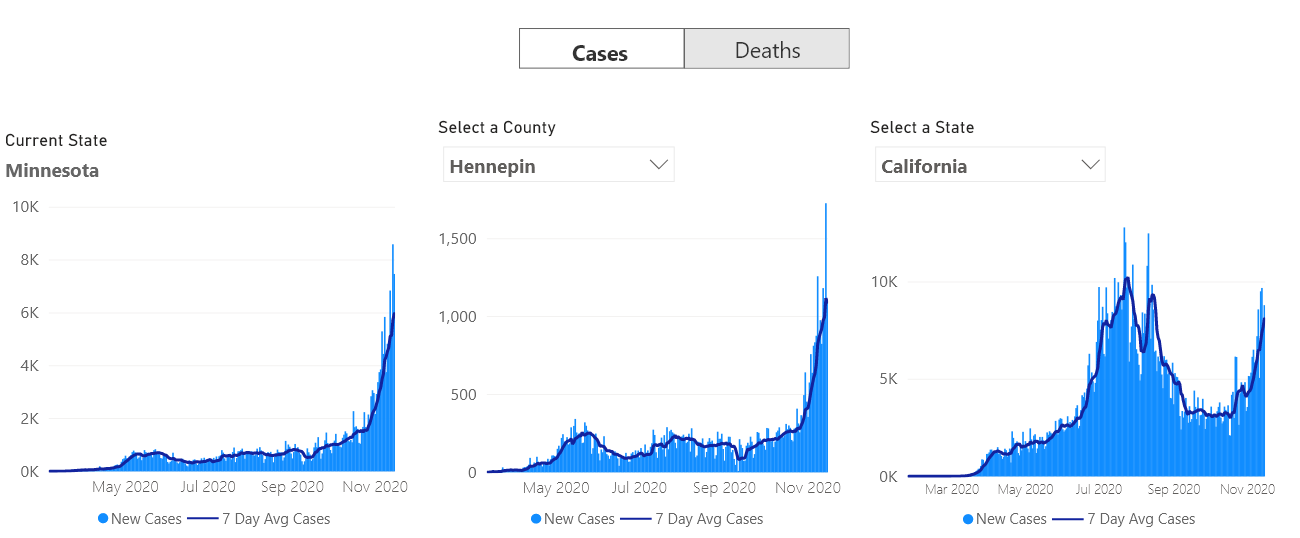 Cases Deaths
Current State
Minnesota
10K
8K
6K
4K
2K
0K
May 2020 Jul 2020 Sep 2020 Nov 2020
New Cases 7 Day Avg Cases
Select a County
Hennepin
1,500
1,000
500
0
May 2020 Jul 2020 Sep 2020 Nov 2020
New Cases 7 Day Avg Cases
Select a State
California
10K
5K
0K
Mar 2020 May 2020 Jul 2020 Sep 2020 Nov 2020
New Cases 7 Day Avg Cases